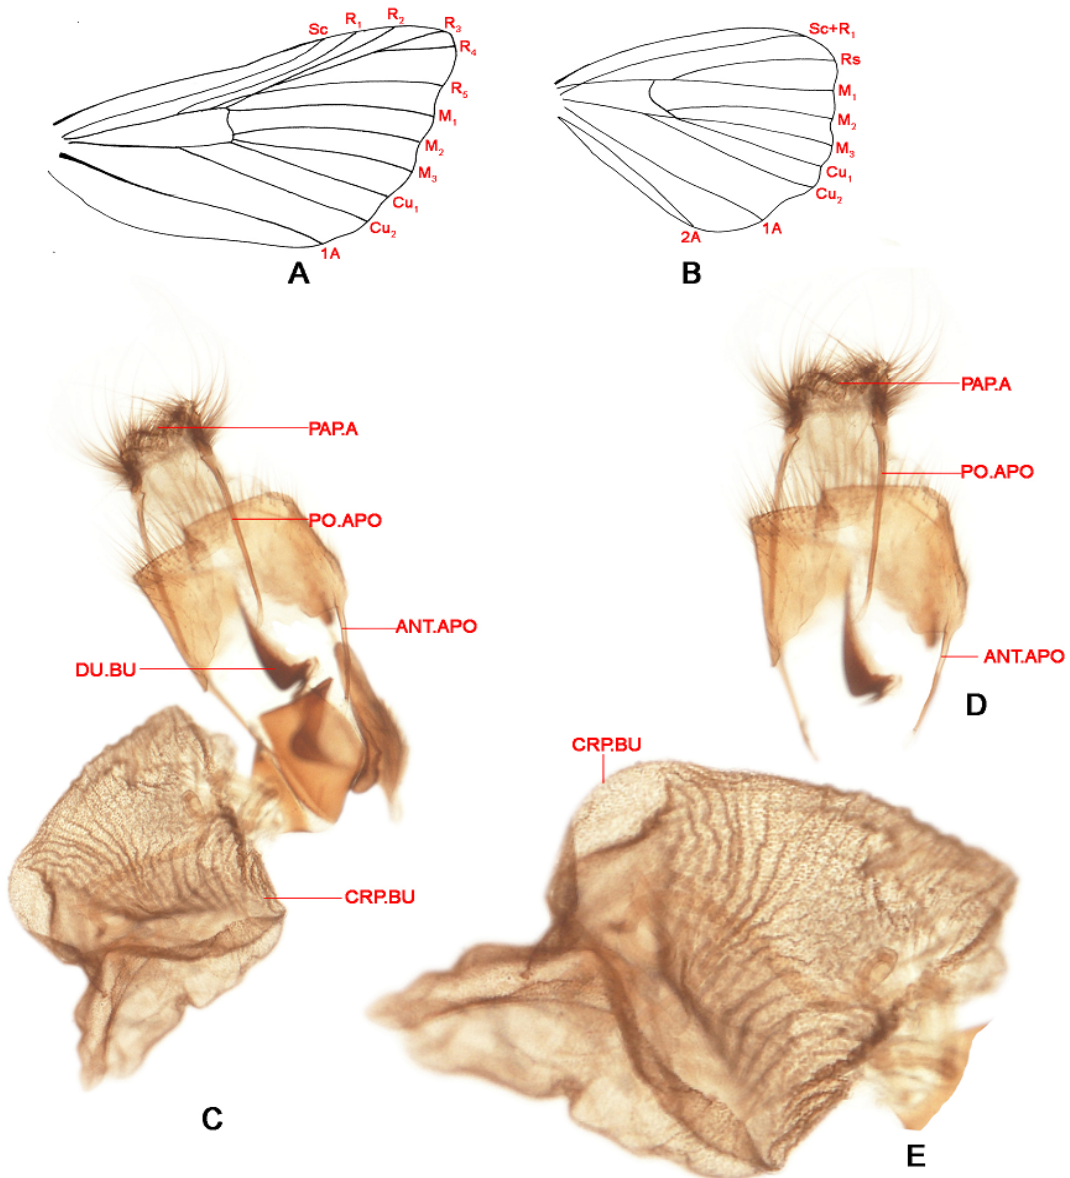 Sc R₁ R₂ R₃
R₄
R₅
M₁
M₂
M₃
Cu₁
Cu₂
1A
A
Sc+R₁
Rs
M₁
M₂
M₃
Cu₁
Cu₂
1A
2A
B
PAP.A
PO.APO
ANT.APO
DU.BU
CRP.BU
C
PAP.A
PO.APO
ANT.APO
D
CRP.BU
E